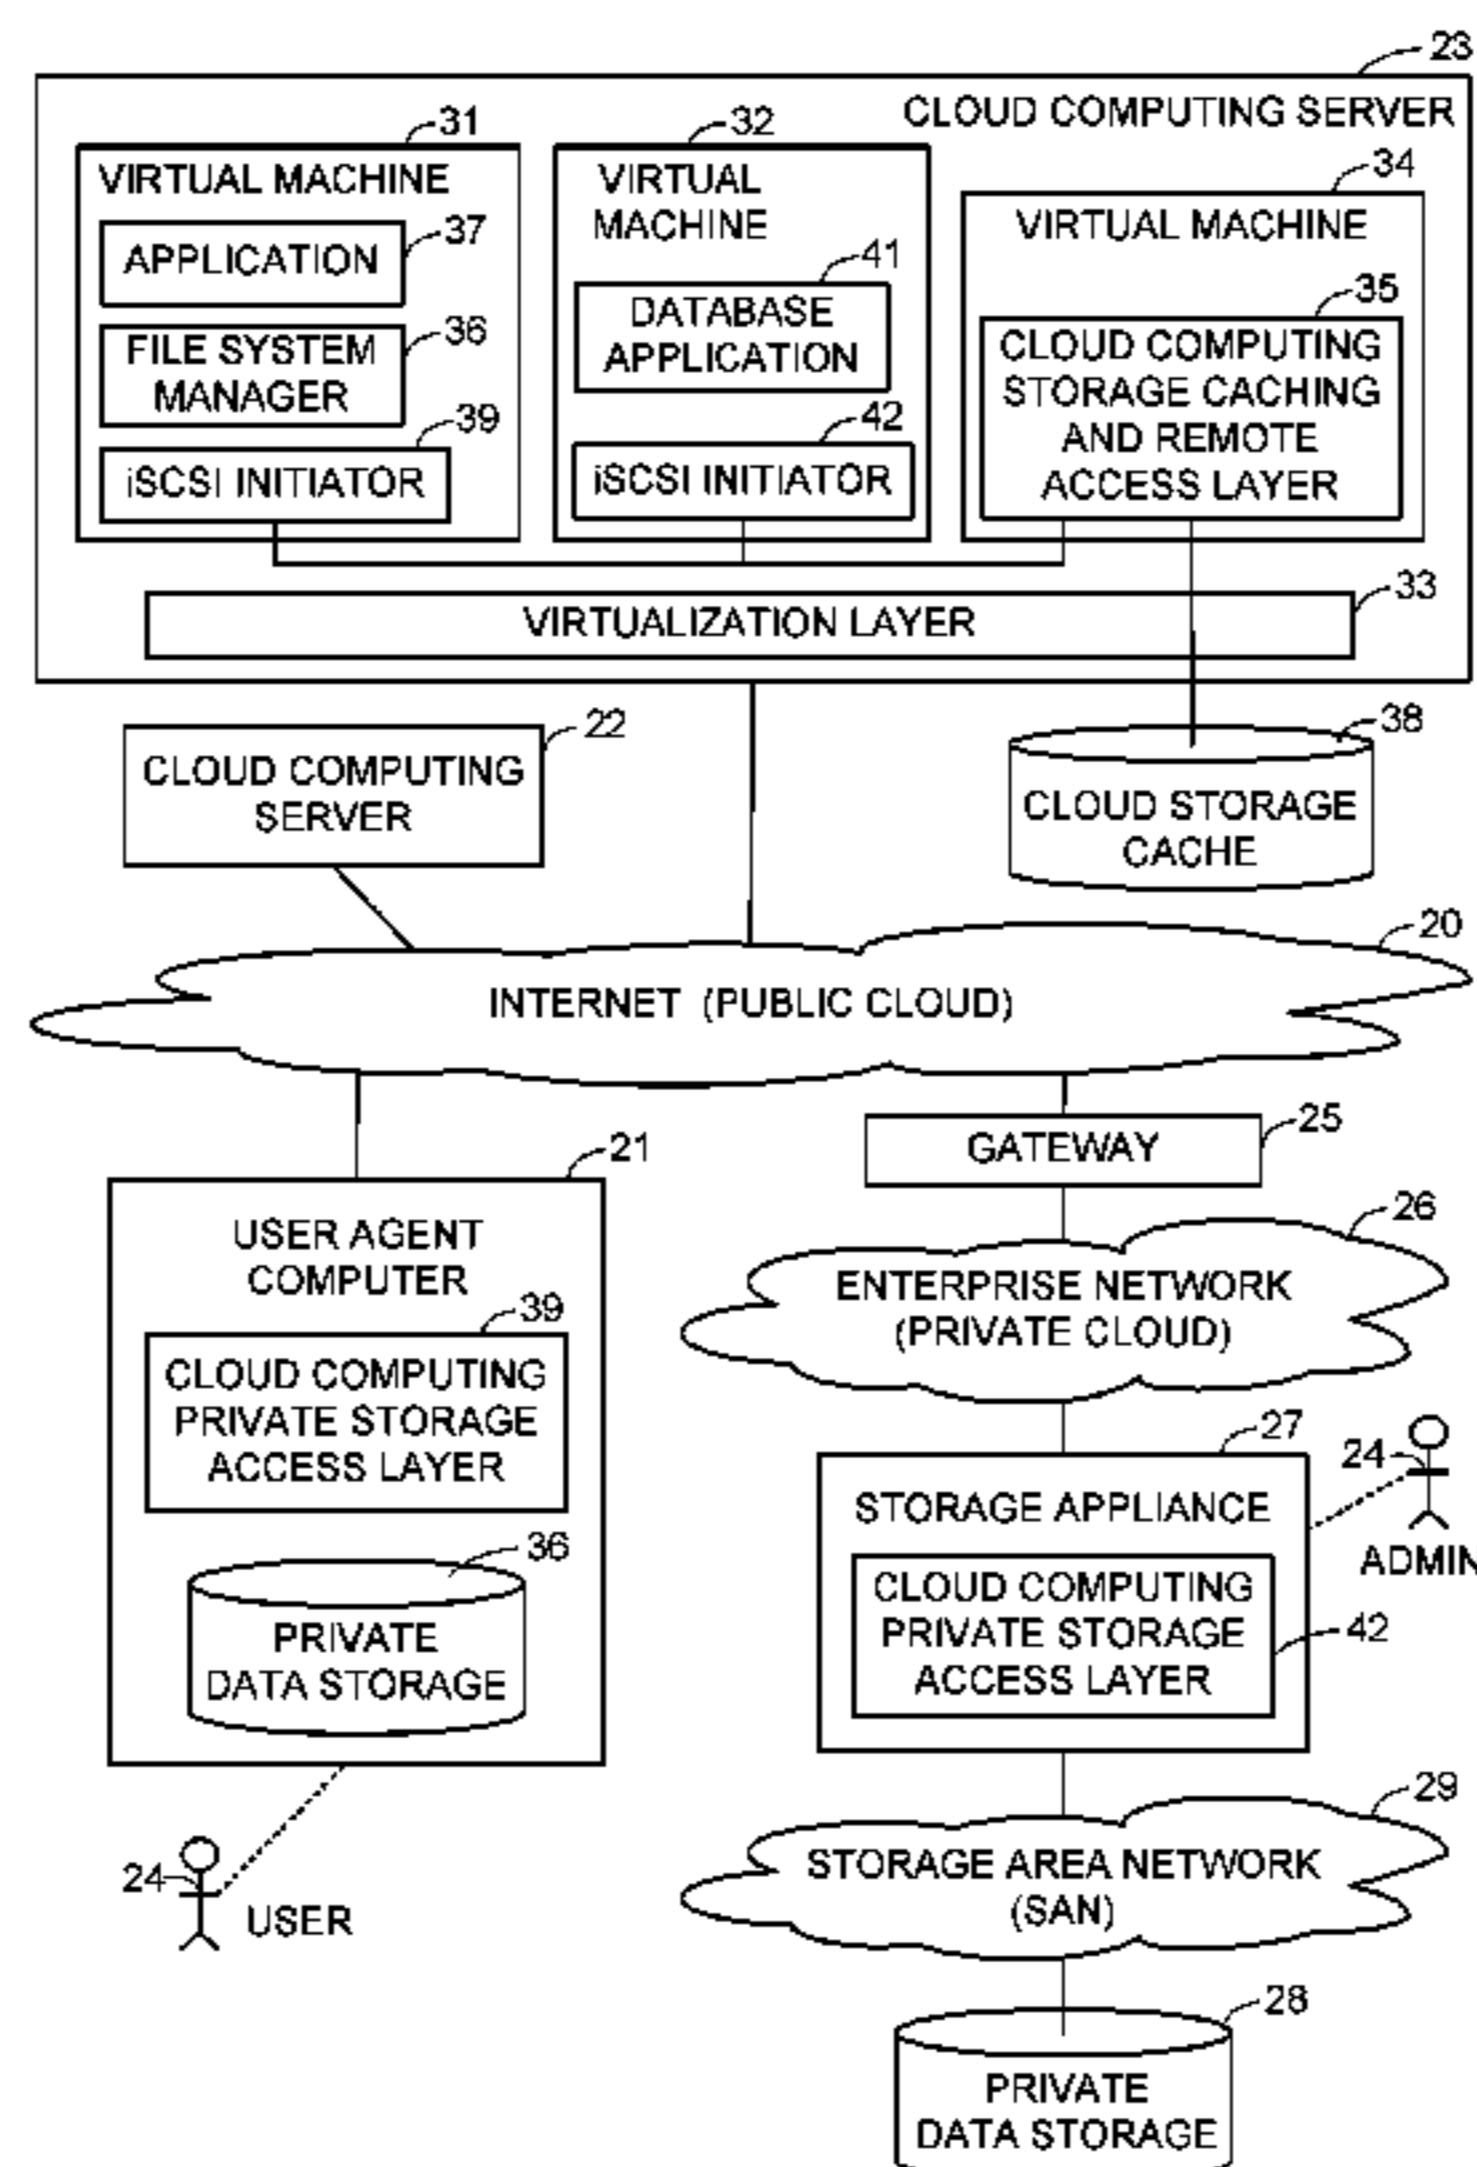 23
CLOUD COMPUTING SERVER
31
VIRTUAL MACHINE
37
APPLICATION
36
FILE SYSTEM
MANAGER
39
iSCSI INITIATOR
32
VIRTUAL
MACHINE
41
DATABASE
APPLICATION
42
iSCSI INITIATOR
34
VIRTUAL MACHINE
35
CLOUD COMPUTING
STORAGE CACHING
AND REMOTE
ACCESS LAYER
33
VIRTUALIZATION LAYER
22
CLOUD COMPUTING
SERVER
38
CLOUD STORAGE
CACHE
20
INTERNET (PUBLIC CLOUD)
21
USER AGENT
COMPUTER
39
CLOUD COMPUTING
PRIVATE STORAGE
ACCESS LAYER
36
PRIVATE
DATA STORAGE
24
USER
25
GATEWAY
26
ENTERPRISE NETWORK
(PRIVATE CLOUD)
27
STORAGE APPLIANCE
24
ADMIN
CLOUD COMPUTING
PRIVATE STORAGE
ACCESS LAYER
42
29
STORAGE AREA NETWORK
(SAN)
28
PRIVATE
DATA STORAGE